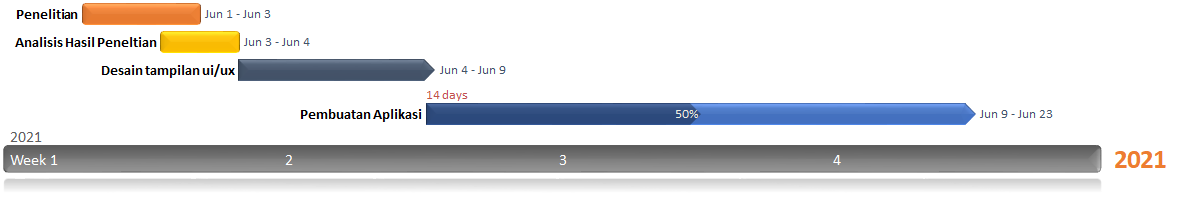 Penelitian Jun 1 - Jun 3
Analisis Hasil Peneltian Jun 3 - Jun 4
Desain tampilan ui/ux Jun 4 - Jun 9
14 days
Pembuatan Aplikasi 50% Jun 9 - Jun 23
2021
Week 1 2 3 4 2021